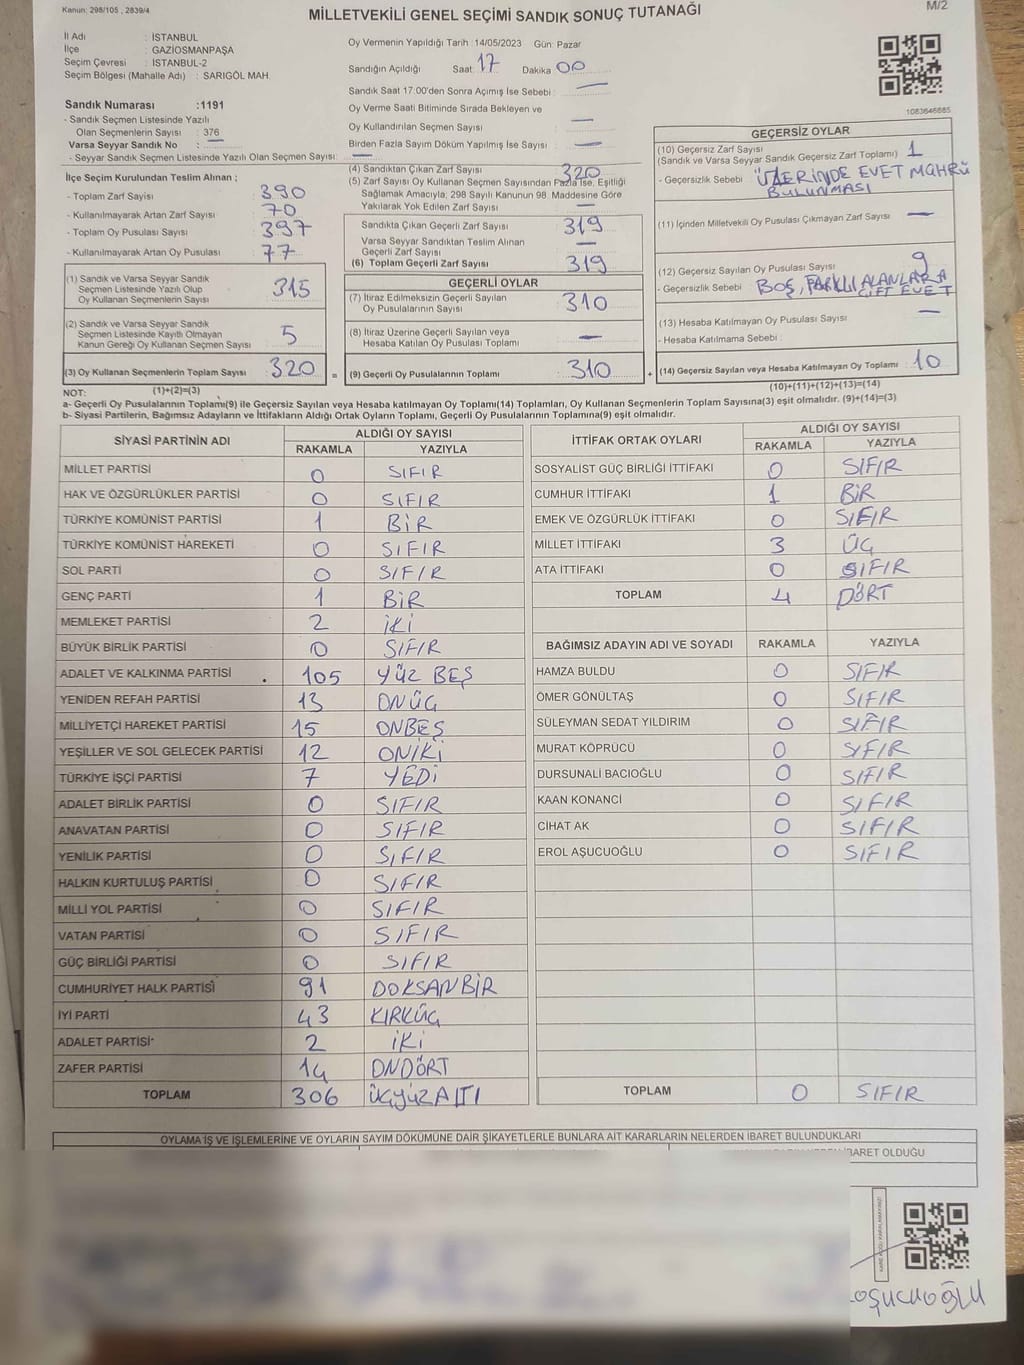 Kanun: 298/105 , 2839/4
M/2
MİLLETVEKİLİ GENEL SEÇİMİ SANDIK SONUÇ TUTANAĞI
İl Adı : İSTANBUL
İlçe : GAZİOSMANPAŞA
Seçim Çevresi : İSTANBUL-2
Seçim Bölgesi (Mahalle Adı) : SARIGÖL MAH.
Oy Vermenin Yapıldığı Tarih :14/05/2023 Gün: Pazar
Sandığın Açıldığı Saat 17 Dakika 00
Sandık Saat 17:00'den Sonra Açımış İse Sebebi : —
Oy Verme Saati Bitiminde Sırada Bekleyen ve
Oy Kullandırılan Seçmen Sayısı —
Birden Fazla Sayım Döküm Yapılmış İse Sayısı —
1083646685
Sandık Numarası :1191
- Sandık Seçmen Listesinde Yazılı
Olan Seçmenlerin Sayısı : 376
Varsa Seyyar Sandık No —
- Seyyar Sandık Seçmen Listesinde Yazılı Olan Seçmen Sayısı: —
İlçe Seçim Kurulundan Teslim Alınan ;
- Toplam Zarf Sayısı : 390
- Kullanılmayarak Artan Zarf Sayısı : 70
- Toplam Oy Pusulası Sayısı : 397
- Kullanılmayarak Artan Oy Pusulası : 77
(1) Sandık ve Varsa Seyyar Sandık
Seçmen Listesinde Yazılı Olup
Oy Kullanan Seçmenlerin Sayısı 315
(2) Sandık ve Varsa Seyyar Sandık
Seçmen Listesinde Kayıtlı Olmayan
Kanun Gereği Oy Kullanan Seçmen Sayısı 5
(3) Oy Kullanan Seçmenlerin Toplam Sayısı 320 =
(1)+(2)=(3)
(4) Sandıktan Çıkan Zarf Sayısı 320
(5) Zarf Sayısı Oy Kullanan Seçmen Sayısından Fazla İse, Eşitliği
Sağlamak Amacıyla, 298 Sayılı Kanunun 98 Maddesine Göre
Yakılarak Yok Edilen Zarf Sayısı —
Sandıkta Çıkan Geçerli Zarf Sayısı 319
Varsa Seyyar Sandıktan Teslim Alınan
Geçerli Zarf Sayısı —
(6) Toplam Geçerli Zarf Sayısı 319
GEÇERLİ OYLAR
(7) İtiraz Edilmeksizin Geçerli Sayılan
Oy Pusulalarının Sayısı 310
(8) İtiraz Üzerine Geçerli Sayılan veya
Hesaba Katılan Oy Pusulası Toplamı —
(9) Geçerli Oy Pusulalarının Toplamı 310 +
GEÇERSİZ OYLAR
(10) Geçersiz Zarf Sayısı
(Sandık ve Varsa Seyyar Sandık Geçersiz Zarf Toplamı) 1
- Geçersizlik Sebebi ÜZERİNDE EVET MÜHRÜ
BULUNMASI
(11) İçinden Milletvekili Oy Pusulası Çıkmayan Zarf Sayısı —
(12) Geçersiz Sayılan Oy Pusulası Sayısı 9
- Geçersizlik Sebebi BOŞ, FARKLI ALANLARA
ÇİFT EVET
(13) Hesaba Katılmayan Oy Pusulası Sayısı —
- Hesaba Katılmama Sebebi :
(14) Geçersiz Sayılan veya Hesaba Katılmayan Oy Toplamı : 10
(10)+(11)+(12)+(13)=(14)
NOT:
a- Geçerli Oy Pusulalarının Toplamı(9) ile Geçersiz Sayılan veya Hesaba katılmayan Oy Toplamı(14) Toplamları, Oy Kullanan Seçmenlerin Toplam Sayısına(3) eşit olmalıdır. (9)+(14)=(3)
b- Siyasi Partilerin, Bağımsız Adayların ve İttifakların Aldığı Ortak Oyların Toplamı, Geçerli Oy Pusulalarının Toplamına(9) eşit olmalıdır.
SİYASİ PARTİNİN ADI ALDIĞI OY SAYISI
RAKAMLA YAZIYLA
MİLLET PARTİSİ 0 SIFIR
HAK VE ÖZGÜRLÜKLER PARTİSİ 0 SIFIR
TÜRKİYE KOMÜNİST PARTİSİ 1 BİR
TÜRKİYE KOMÜNİST HAREKETİ 0 SIFIR
SOL PARTİ 0 SIFIR
GENÇ PARTİ 1 BİR
MEMLEKET PARTİSİ 2 İKİ
BÜYÜK BİRLİK PARTİSİ 0 SIFIR
ADALET VE KALKINMA PARTİSİ 105 YÜZ BEŞ
YENİDEN REFAH PARTİSİ 13 ONÜÇ
MİLLİYETÇİ HAREKET PARTİSİ 15 ONBEŞ
YEŞİLLER VE SOL GELECEK PARTİSİ 12 ONİKİ
TÜRKİYE İŞÇİ PARTİSİ 7 YEDİ
ADALET BİRLİK PARTİSİ 0 SIFIR
ANAVATAN PARTİSİ 0 SIFIR
YENİLİK PARTİSİ 0 SIFIR
HALKIN KURTULUŞ PARTİSİ 0 SIFIR
MİLLİ YOL PARTİSİ 0 SIFIR
VATAN PARTİSİ 0 SIFIR
GÜÇ BİRLİĞİ PARTİSİ 0 SIFIR
CUMHURİYET HALK PARTİSİ 91 DOKSANBİR
İYİ PARTİ 43 KIRKÜÇ
ADALET PARTİSİ 2 İKİ
ZAFER PARTİSİ 14 ONDÖRT
TOPLAM 306 ÜÇYÜZALTI
İTTİFAK ORTAK OYLARI ALDIĞI OY SAYISI
RAKAMLA YAZIYLA
SOSYALİST GÜÇ BİRLİĞİ İTTİFAKI 0 SIFIR
CUMHUR İTTİFAKI 1 BİR
EMEK VE ÖZGÜRLÜK İTTİFAKI 0 SIFIR
MİLLET İTTİFAKI 3 ÜÇ
ATA İTTİFAKI 0 SIFIR
TOPLAM 4 DÖRT
BAĞIMSIZ ADAYIN ADI VE SOYADI RAKAMLA YAZIYLA
HAMZA BULDU 0 SIFIR
ÖMER GÖNÜLTAŞ 0 SIFIR
SÜLEYMAN SEDAT YILDIRIM 0 SIFIR
MURAT KÖPRÜCÜ 0 SIFIR
DURSUNALİ BACIOĞLU 0 SIFIR
KAAN KONANCİ 0 SIFIR
CİHAT AK 0 SIFIR
EROL AŞUCUOĞLU 0 SIFIR
TOPLAM 0 SIFIR
OYLAMA İŞ VE İŞLEMLERİNE VE OYLARIN SAYIM DÖKÜMÜNE DAİR ŞİKAYETLERLE BUNLARA AİT KARARLARIN NELERDEN İBARET BULUNDUKLARI
İBARET OLDUĞU